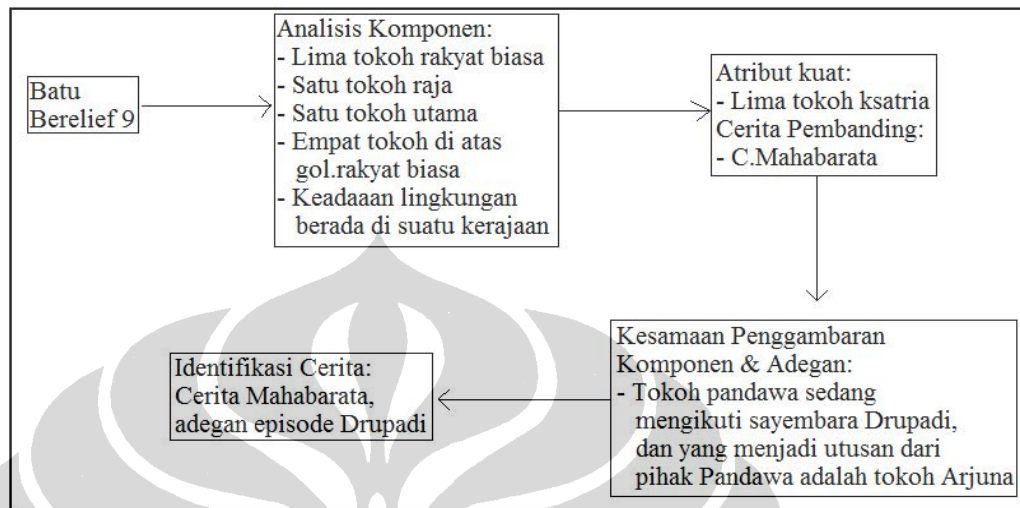 Batu
Berelief 9
Analisis Komponen:
- Lima tokoh rakyat biasa
- Satu tokoh raja
- Satu tokoh utama
- Empat tokoh di atas
gol.rakyat biasa
- Keadaaan lingkungan
berada di suatu kerajaan
Atribut kuat:
- Lima tokoh ksatria
Cerita Pembanding:
- C.Mahabarata
Kesamaan Penggambaran
Komponen & Adegan:
- Tokoh pandawa sedang
mengikuti sayembara Drupadi,
dan yang menjadi utusan dari
pihak Pandawa adalah tokoh Arjuna
Identifikasi Cerita:
Cerita Mahabarata,
adegan episode Drupadi